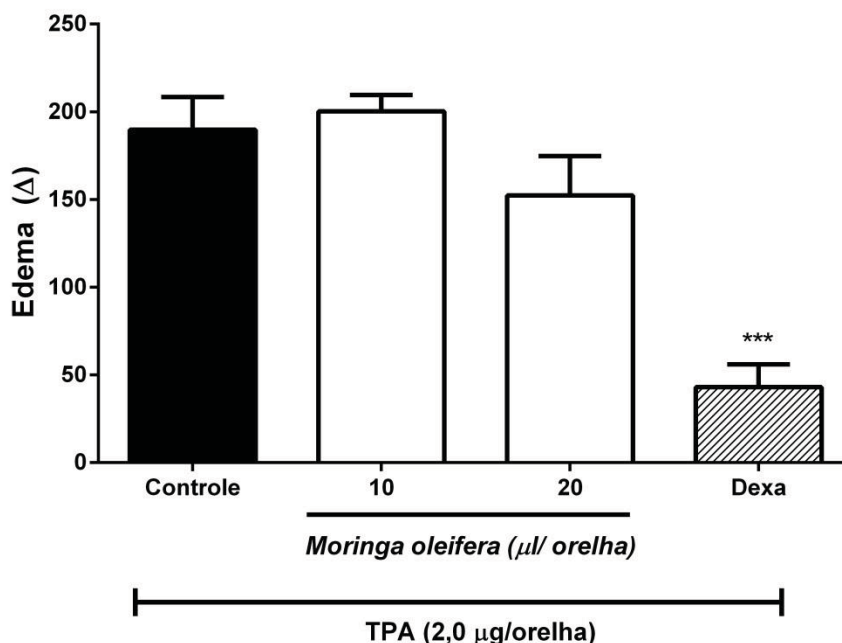 250
200
150
100
50
0
Edema (Δ)
***
Controle
10
20
Dexa
Moringa oleifera (μl/ orelha)
TPA (2,0 μg/orelha)